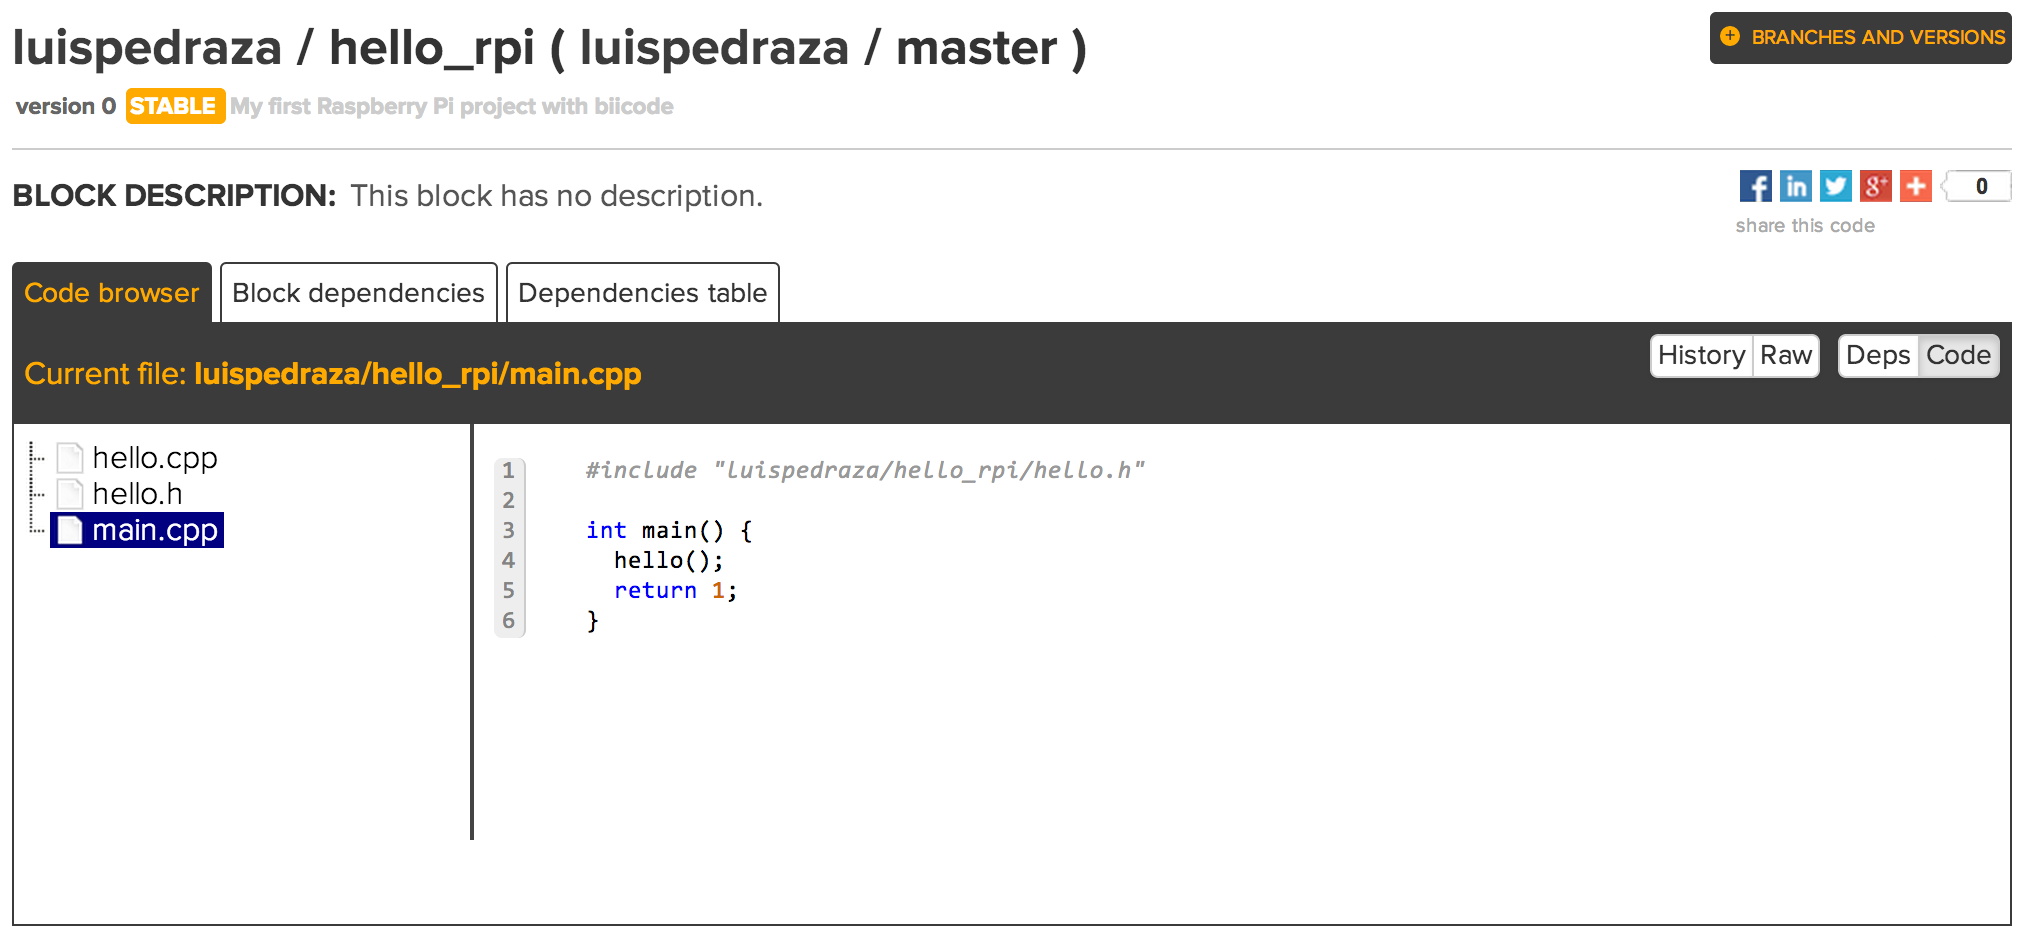 luispedraza / hello_rpi ( luispedraza / master )
BRANCHES AND VERSIONS
version 0 STABLE My first Raspberry Pi project with biicode
BLOCK DESCRIPTION: This block has no description.
f in g+ + 0
share this code
Code browser Block dependencies Dependencies table
Current file: luispedraza/hello_rpi/main.cpp
History Raw Deps Code
hello.cpp
hello.h
main.cpp
1 #include "luispedraza/hello_rpi/hello.h"
2
3 int main() {
4 hello();
5 return 1;
6 }